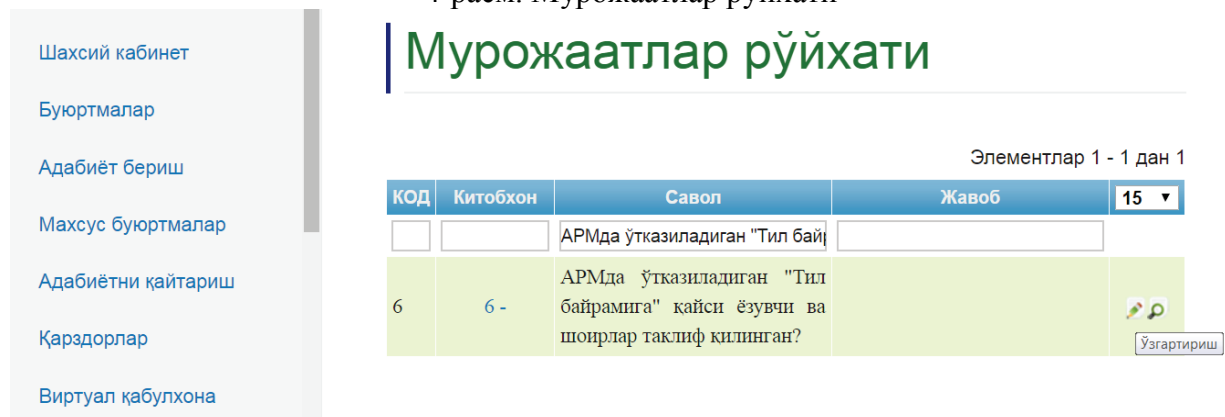 Мурожаатлар рўйхати
Шахсий кабинет
Буюртмалар
Адабиёт бериш
Махсус буюртмалар
Адабиётни қайтариш
Қарздорлар
Виртуал қабулхона
Мурожаатлар рўйхати
Элементлар 1 - 1 дан 1
КОД Китобхон Савол Жавоб 15
АРМда ўтказиладиган "Тил бай
6 6 - АРМда ўтказиладиган "Тил
байрамига" қайси ёзувчи ва
шоирлар таклиф қилинган?
Ўзгартириш